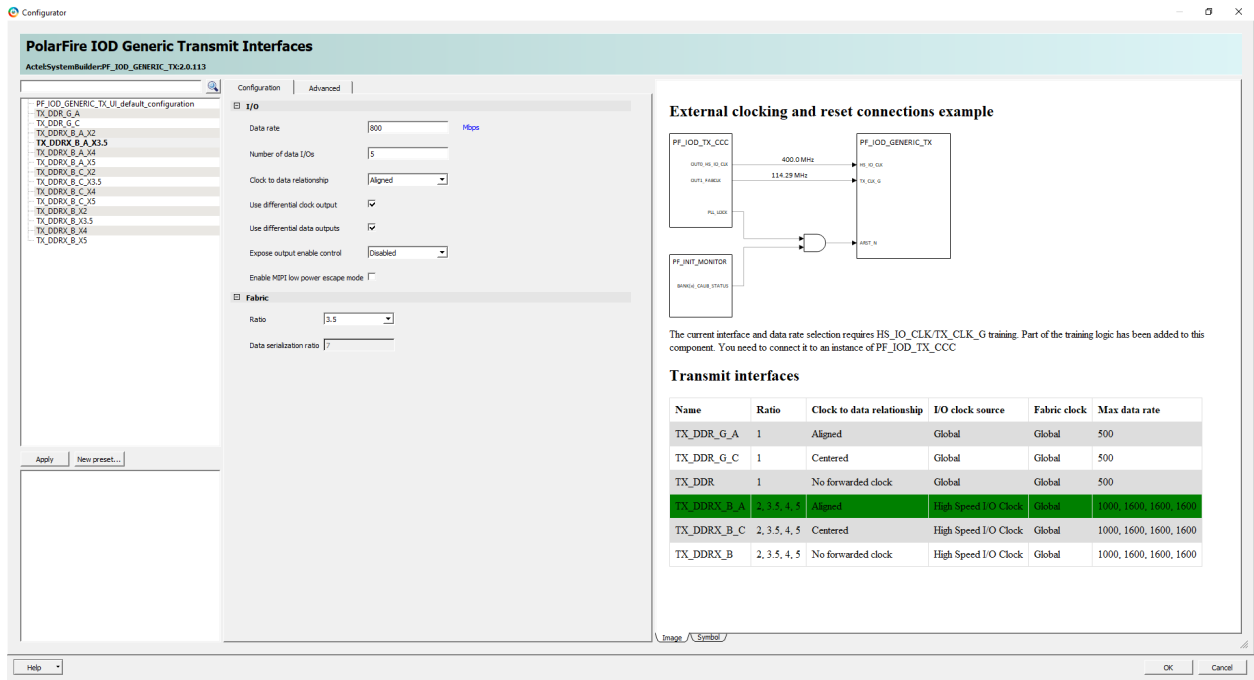 Configurator
PolarFire IOD Generic Transmit Interfaces
Actel:SystemBuilder:PF_IOD_GENERIC_TX:2.0.113
PF_IOD_GENERIC_TX_UI_default_configuration
TX_DDR_G_A
TX_DDR_G_C
TX_DDRX_B_A_X2
TX_DDRX_B_A_X3.5
TX_DDRX_B_A_X4
TX_DDRX_B_A_X5
TX_DDRX_B_C_X2
TX_DDRX_B_C_X3.5
TX_DDRX_B_C_X4
TX_DDRX_B_C_X5
TX_DDRX_B_X2
TX_DDRX_B_X3.5
TX_DDRX_B_X4
TX_DDRX_B_X5
Apply New preset...
Configuration Advanced
I/O
Data rate 800 Mbps
Number of data I/Os 5
Clock to data relationship Aligned
Use differential clock output
Use differential data outputs
Expose output enable control Disabled
Enable MIPI low power escape mode
Fabric
Ratio 3.5
Data serialization ratio 7
External clocking and reset connections example
PF_IOD_TX_CCC PF_IOD_GENERIC_TX
OUT0_HS_IO_CLK 400.0 MHz HS_IO_CLK
OUT1_FABCLK 114.29 MHz TX_CLK_G
PLL_LOCK
ARST_N
PF_INIT_MONITOR
BANK(x)_CALIB_STATUS
The current interface and data rate selection requires HS_IO_CLK/TX_CLK_G training. Part of the training logic has been added to this
component. You need to connect it to an instance of PF_IOD_TX_CCC
Transmit interfaces
Name Ratio Clock to data relationship I/O clock source Fabric clock Max data rate
TX_DDR_G_A 1 Aligned Global Global 500
TX_DDR_G_C 1 Centered Global Global 500
TX_DDR 1 No forwarded clock Global Global 500
TX_DDRX_B_A 2, 3.5, 4, 5 Aligned High Speed I/O Clock Global 1000, 1600, 1600, 1600
TX_DDRX_B_C 2, 3.5, 4, 5 Centered High Speed I/O Clock Global 1000, 1600, 1600, 1600
TX_DDRX_B 2, 3.5, 4, 5 No forwarded clock High Speed I/O Clock Global 1000, 1600, 1600, 1600
Image Symbol
Help OK Cancel